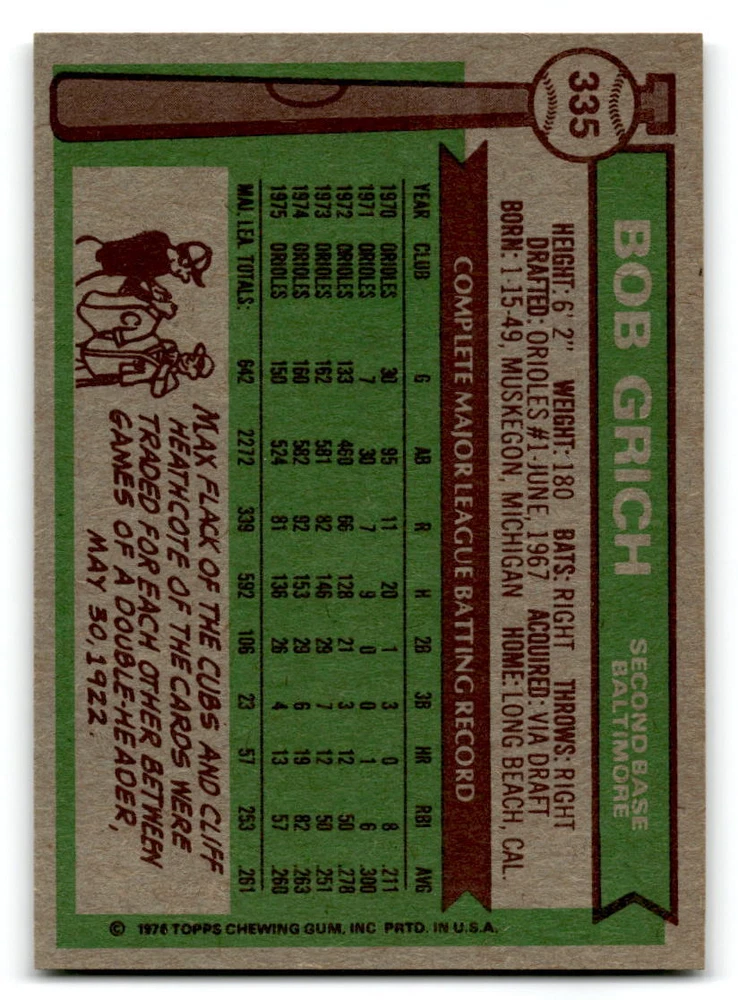 335
BOB GRICH
SECOND BASE
BALTIMORE
HEIGHT: 6' 2" WEIGHT: 180 BATS: RIGHT THROWS: RIGHT
DRAFTED: ORIOLES #1-JUNE, 1967 ACQUIRED: VIA DRAFT
BORN: 1-15-49, MUSKEGON, MICHIGAN HOME: LONG BEACH, CAL.
COMPLETE MAJOR LEAGUE BATTING RECORD
YEAR CLUB G AB R H 2B 3B HR RBI AVG
1970 ORIOLES 30 95 11 20 1 3 0 8 .211
1971 ORIOLES 7 30 7 9 0 0 1 6 .300
1972 ORIOLES 133 460 66 128 21 3 12 50 .278
1973 ORIOLES 162 581 82 146 29 7 12 50 .251
1974 ORIOLES 160 582 92 153 29 6 19 82 .263
1975 ORIOLES 150 524 81 136 26 4 13 57 .260
MAJ. LEA. TOTALS: 642 2272 339 592 106 23 57 253 .261
C
MAX FLACK OF THE CUBS AND CLIFF
HEATHCOTE OF THE CARDS WERE
TRADED FOR EACH OTHER BETWEEN
GAMES OF A DOUBLE-HEADER,
MAY 30, 1922.
© 1976 TOPPS CHEWING GUM, INC PRTD. IN U.S.A.